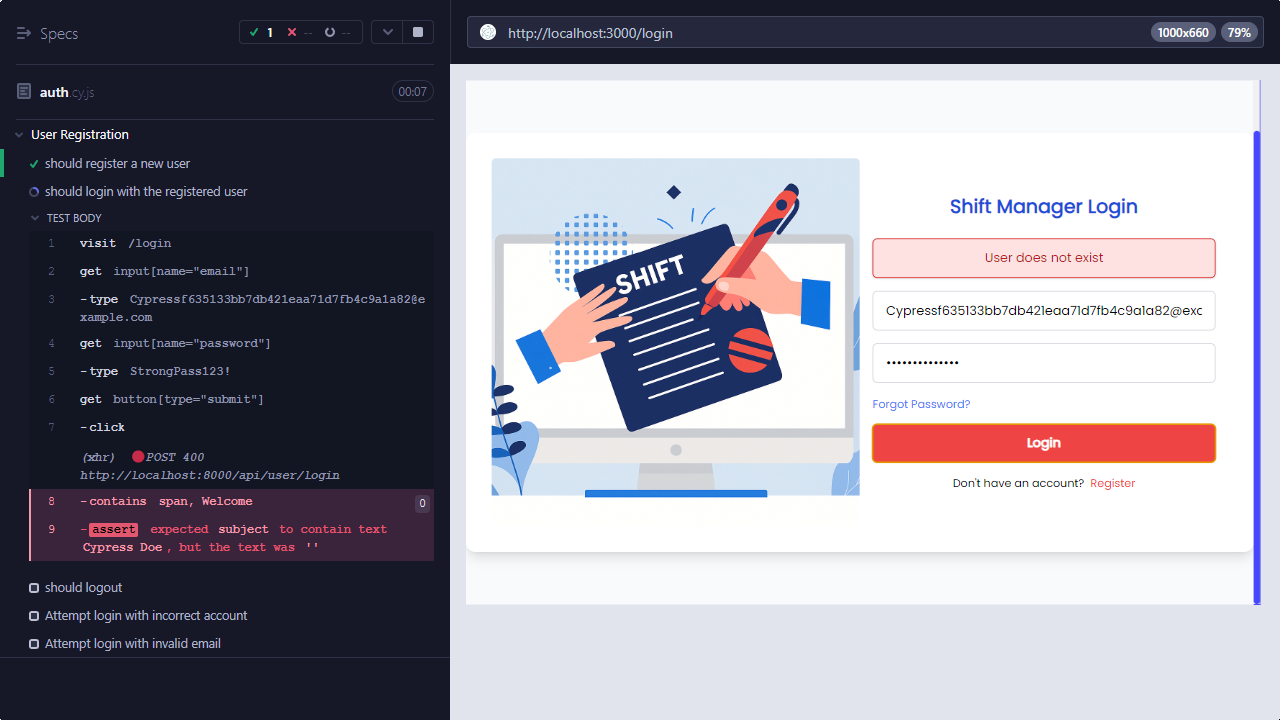 Specs
1 -- --
http://localhost:3000/login
1000x660
79%
auth.cy.js
00:07
User Registration
should register a new user
should login with the registered user
TEST BODY
1 visit /login
2 get input[name="email"]
3 -type Cypressf635133bb7db421eaa71d7fb4c9a1a82@e
xample.com
4 get input[name="password"]
5 -type StrongPass123!
6 get button[type="submit"]
7 -click
(xhr) POST 400
http://localhost:8000/api/user/login
8 -contains span, Welcome 0
9 -assert expected subject to contain text
Cypress Doe, but the text was ''
should logout
Attempt login with incorrect account
Attempt login with invalid email
SHIFT
Shift Manager Login
User does not exist
Cypressf635133bb7db421eaa71d7fb4c9a1a82@exc
••••••••••••••
Forgot Password?
Login
Don't have an account? Register